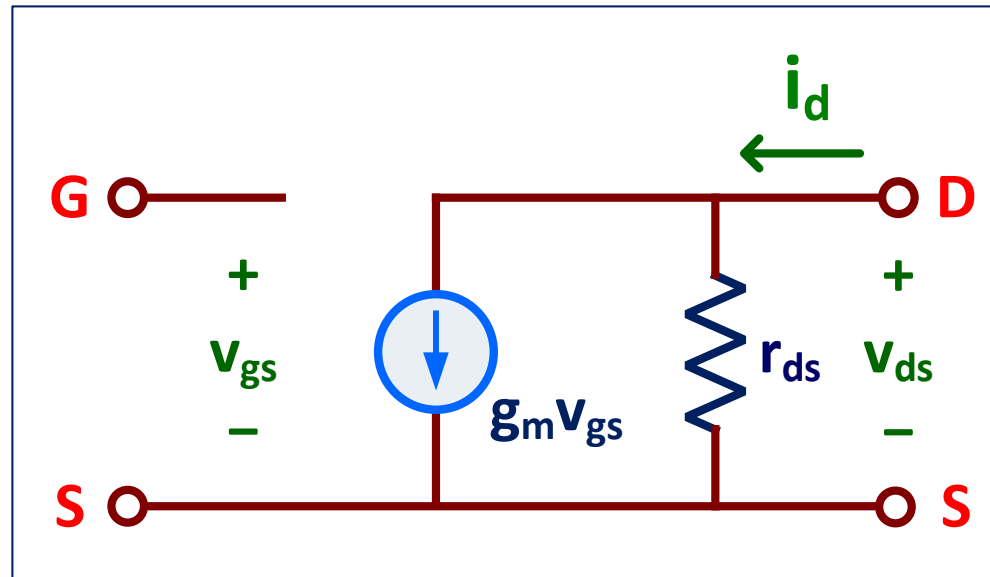 i_d
G D
+ +
v_gs r_ds v_ds
g_m v_gs
− −
S S